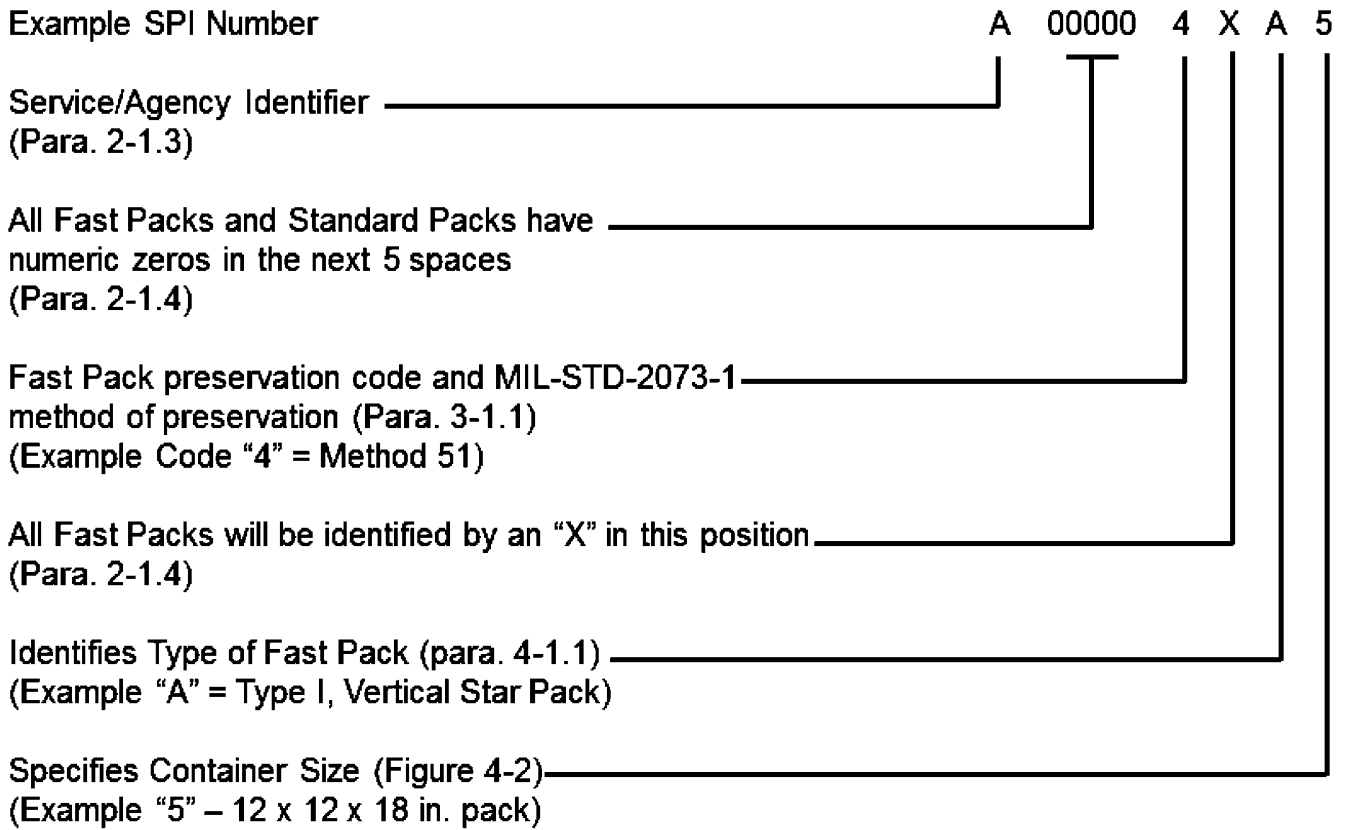 Example SPI Number A 00000 4 X A 5
Service/Agency Identifier
(Para. 2-1.3)
All Fast Packs and Standard Packs have
numeric zeros in the next 5 spaces
(Para. 2-1.4)
Fast Pack preservation code and MIL-STD-2073-1
method of preservation (Para. 3-1.1)
(Example Code “4” = Method 51)
All Fast Packs will be identified by an “X” in this position
(Para. 2-1.4)
Identifies Type of Fast Pack (para. 4-1.1)
(Example “A” = Type I, Vertical Star Pack)
Specifies Container Size (Figure 4-2)
(Example “5” – 12 x 12 x 18 in. pack)